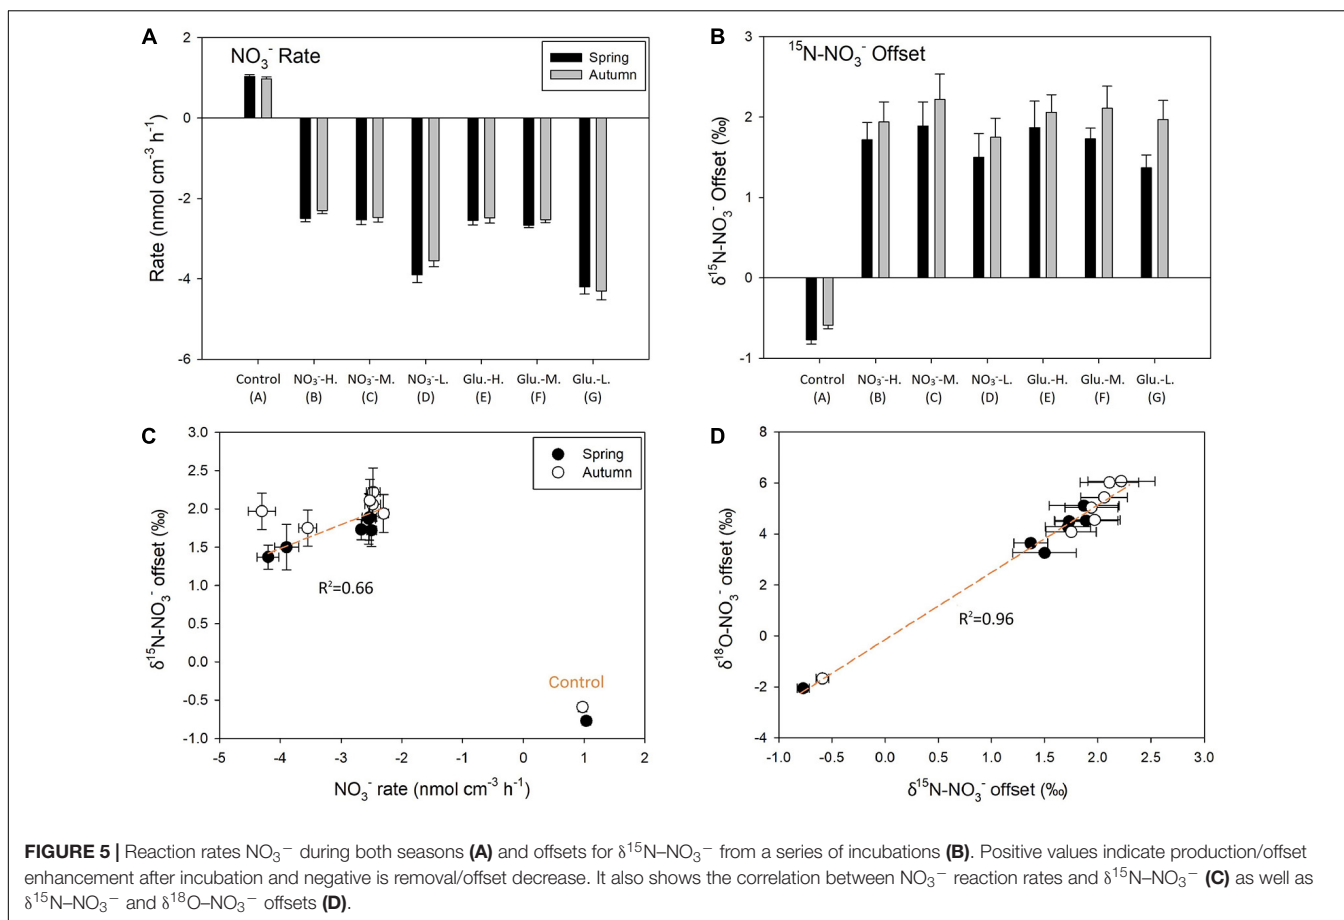 A
NO₃⁻ Rate
Spring
Autumn
2
0
-2
-4
-6
Rate (nmol cm⁻³ h⁻¹)
Control NO₃⁻-H. NO₃⁻-M. NO₃⁻-L. Glu.-H. Glu.-M. Glu.-L.
(A) (B) (C) (D) (E) (F) (G)
B
¹⁵N-NO₃⁻ Offset
3
2
1
0
-1
δ¹⁵N-NO₃⁻ Offset (‰)
Control NO₃⁻-H. NO₃⁻-M. NO₃⁻-L. Glu.-H. Glu.-M. Glu.-L.
(A) (B) (C) (D) (E) (F) (G)
C
Spring
Autumn
3.0
2.5
2.0
1.5
1.0
0.5
0.0
-0.5
-1.0
δ¹⁵N-NO₃⁻ offset (‰)
R²=0.66
Control
-5 -4 -3 -2 -1 0 1 2
NO₃⁻ rate (nmol cm⁻³ h⁻¹)
D
8
6
4
2
0
-2
-4
δ¹⁸O-NO₃⁻ offset (‰)
R²=0.96
-1.0 -0.5 0.0 0.5 1.0 1.5 2.0 2.5 3.0
δ¹⁵N-NO₃⁻ offset (‰)
FIGURE 5 | Reaction rates NO₃⁻ during both seasons (A) and offsets for δ¹⁵N–NO₃⁻ from a series of incubations (B). Positive values indicate production/offset
enhancement after incubation and negative is removal/offset decrease. It also shows the correlation between NO₃⁻ reaction rates and δ¹⁵N–NO₃⁻ (C) as well as
δ¹⁵N–NO₃⁻ and δ¹⁸O–NO₃⁻ offsets (D).